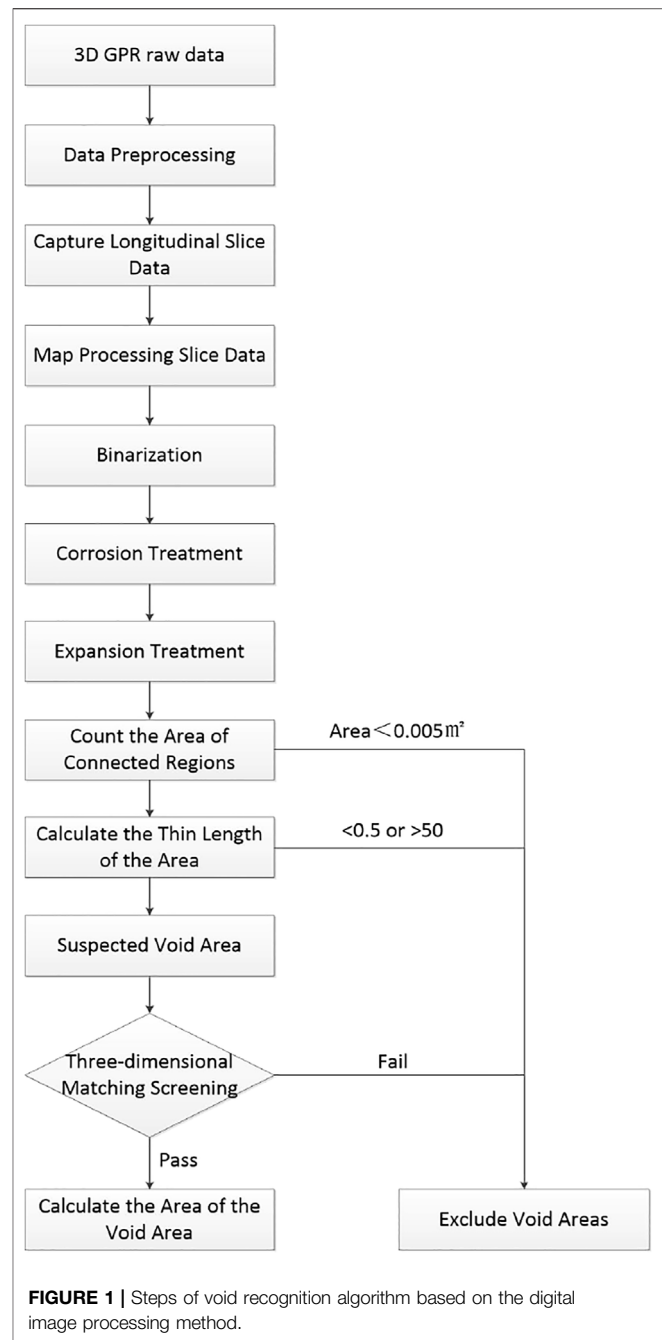 3D GPR raw data
Data Preprocessing
Capture Longitudinal Slice
Data
Map Processing Slice Data
Binarization
Corrosion Treatment
Expansion Treatment
Count the Area of
Connected Regions
Area<0.005㎡
Calculate the Thin Length
of the Area
<0.5 or >50
Suspected Void Area
Three-dimensional
Matching Screening
Fail
Pass
Calculate the Area of the
Void Area
Exclude Void Areas
FIGURE 1 | Steps of void recognition algorithm based on the digital
image processing method.